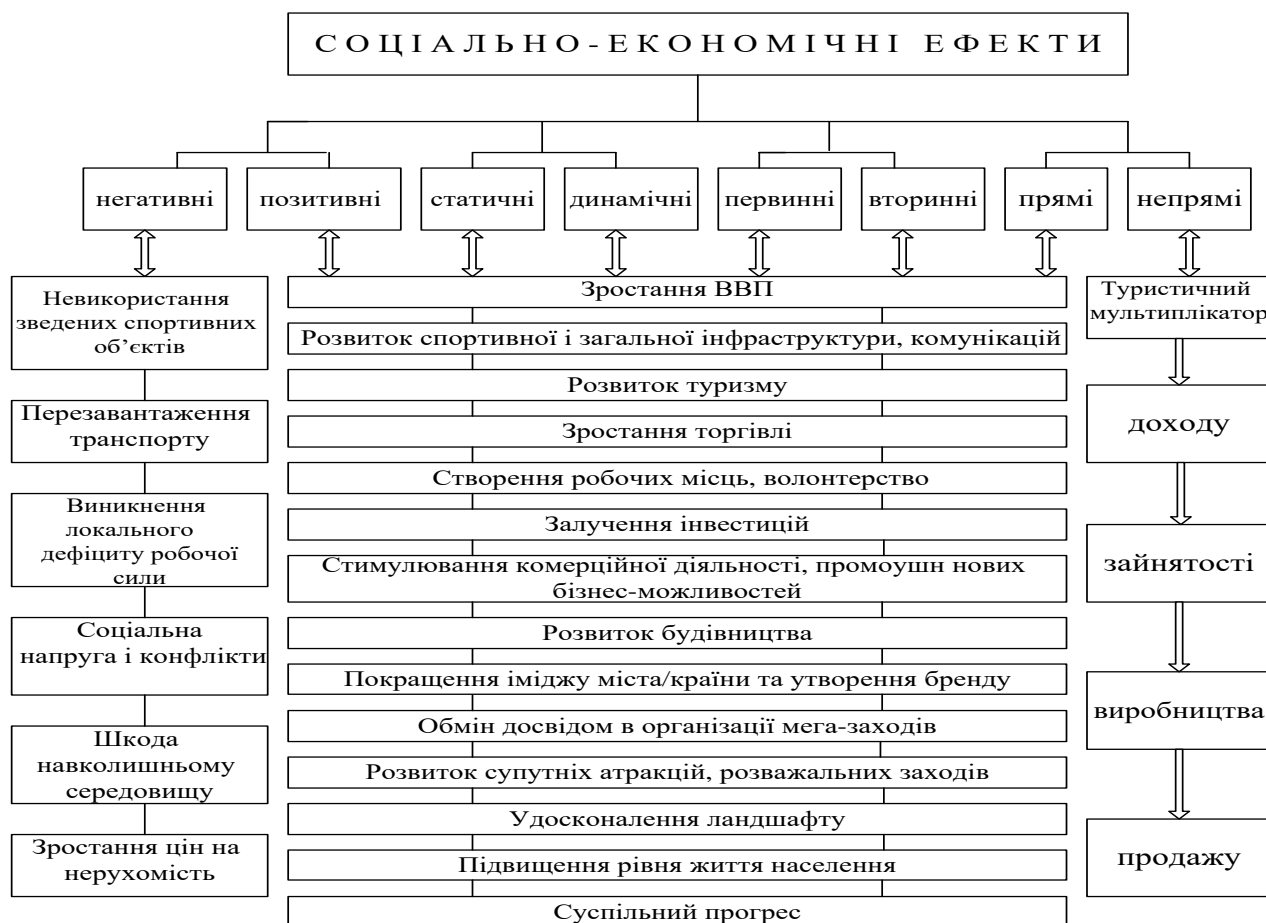 СОЦІАЛЬНО-ЕКОНОМІЧНІ ЕФЕКТИ
негативні
позитивні
статичні
динамічні
первинні
вторинні
прямі
непрямі
Невикористання
зведених спортивних
об’єктів
Перезавантаження
транспорту
Виникнення
локального
дефіциту робочої
сили
Соціальна
напруга і конфлікти
Шкода
навколишньому
середовищу
Зростання цін на
нерухомість
Зростання ВВП
Розвиток спортивної і загальної інфраструктури, комунікацій
Розвиток туризму
Зростання торгівлі
Створення робочих місць, волонтерство
Залучення інвестицій
Стимулювання комерційної діяльності, промоушн нових
бізнес-можливостей
Розвиток будівництва
Покращення іміджу міста/країни та утворення бренду
Обмін досвідом в організації мега-заходів
Розвиток супутніх атракцій, розважальних заходів
Удосконалення ландшафту
Підвищення рівня життя населення
Суспільний прогрес
Туристичний
мультиплікатор
доходу
зайнятості
виробництва
продажу